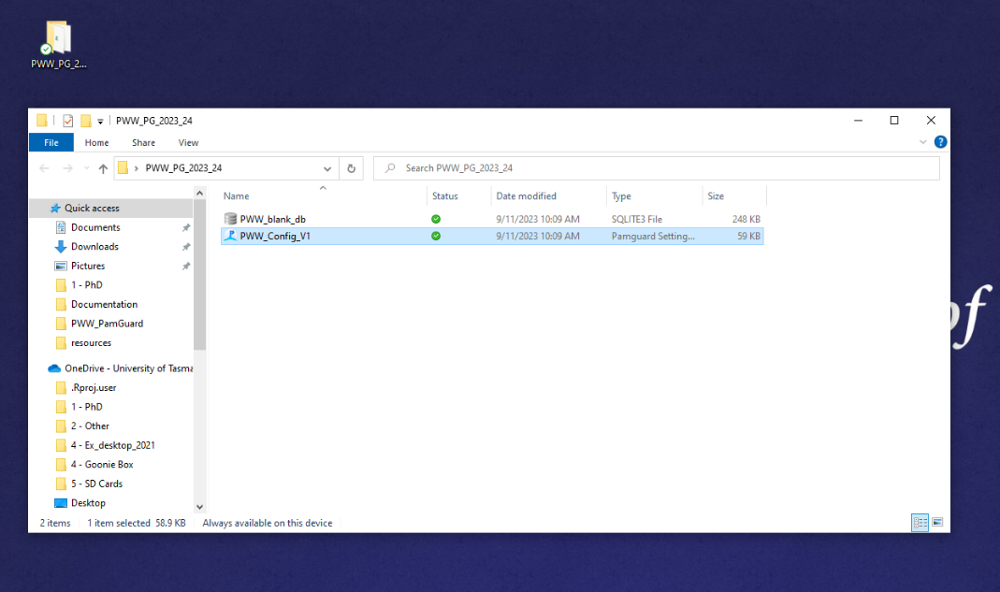 PWW_PG_2...
PWW_PG_2023_24
File Home Share View
PWW_PG_2023_24
Search PWW_PG_2023_24
Name Status Date modified Type Size
PWW_blank_db 9/11/2023 10:09 AM SQLITE3 File 248 KB
PWW_Config_V1 9/11/2023 10:09 AM Pamguard Setting... 59 KB
Quick access
Documents
Downloads
Pictures
1 - PhD
Documentation
PWW_PamGuard
resources
OneDrive - University of Tasma
.Rproj.user
1 - PhD
2 - Other
4 - Ex_desktop_2021
4 - Goonie Box
5 - SD Cards
Desktop
2 items 1 item selected 58.9 KB Always available on this device
of